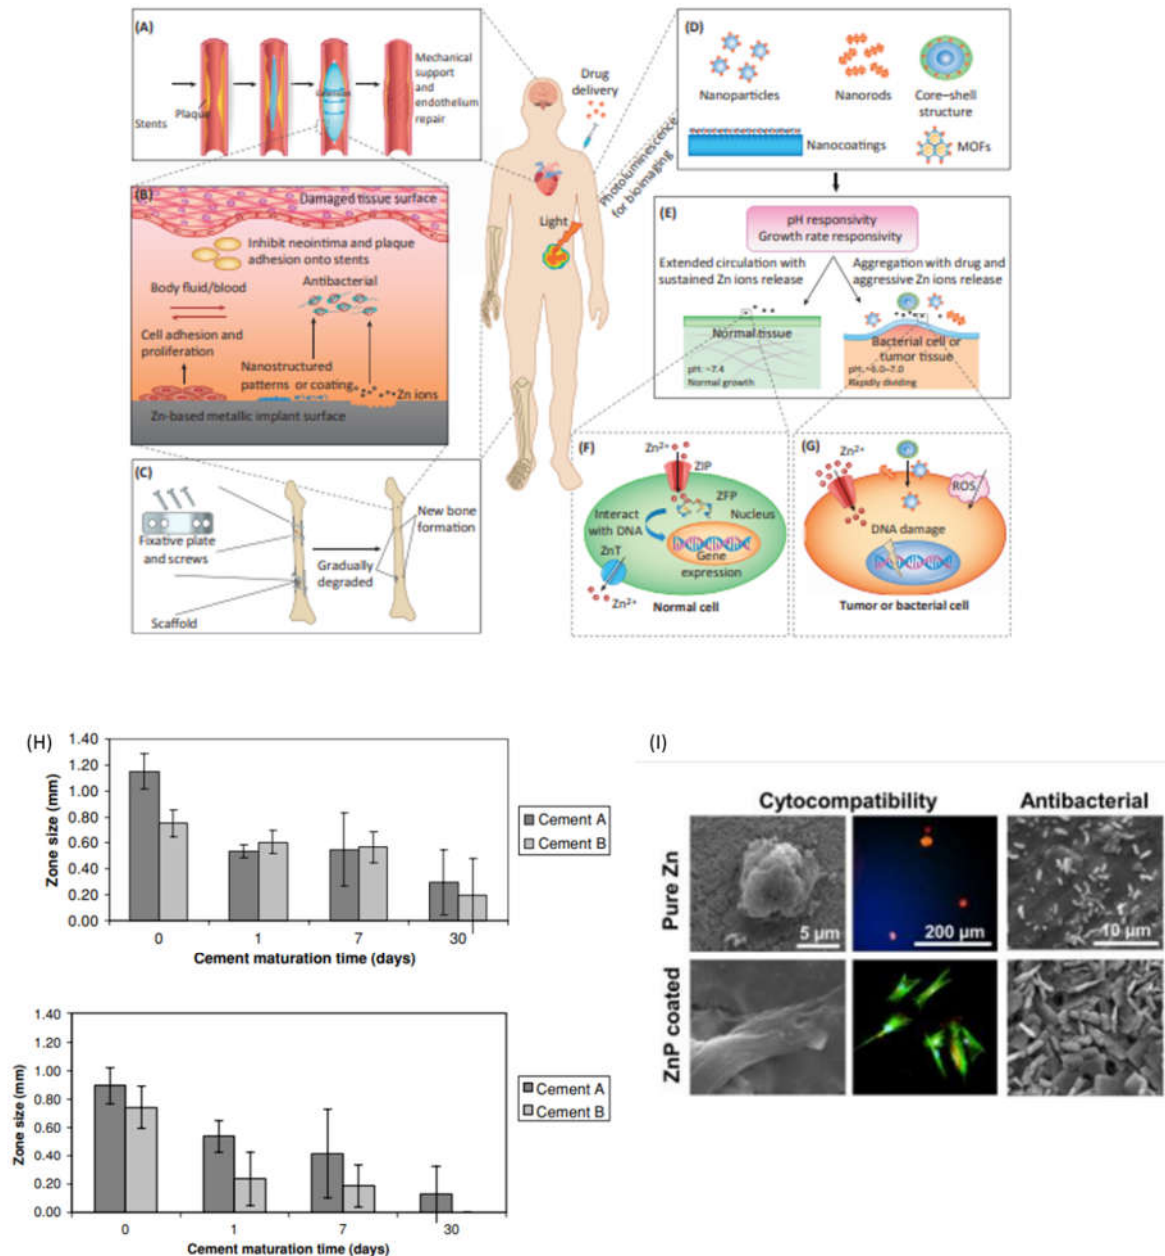 (A)
Stents
Plaque
Mechanical
support
and
endothelium
repair
Drug
delivery
Photoluminescence
for bioimaging
Light
(B)
Damaged tissue surface
Inhibit neointima and plaque
adhesion onto stents
Antibacterial
Body fluid/blood
Cell adhesion and
proliferation
Nanostructured
patterns or coating
Zn ions
Zn-based metallic implant surface
(C)
Fixative plate
and screws
Scaffold
Gradually
degraded
New bone
formation
(D)
Nanoparticles
Nanorods
Core–shell
structure
Nanocoatings
MOFs
(E)
pH responsivity
Growth rate responsivity
Extended circulation with
sustained Zn ions release
Aggregation with drug and
aggressive Zn ions release
Normal tissue
pH: ~7.4
Normal growth
Bacterial cell or
tumor tissue
pH: ~6.0–7.0
Rapidly dividing
(F)
Zn²⁺
ZIP
ZFP
Interact
with DNA
Nucleus
ZnT
Gene
expression
Zn²⁺
Normal cell
(G)
Zn²⁺
ROS
DNA damage
Tumor or bacterial cell
(H)
Zone size (mm)
1.40
1.20
1.00
0.80
0.60
0.40
0.20
0.00
0 1 7 30
Cement maturation time (days)
Cement A
Cement B
Zone size (mm)
1.40
1.20
1.00
0.80
0.60
0.40
0.20
0.00
0 1 7 30
Cement maturation time (days)
Cement A
Cement B
(I)
Cytocompatibility
Antibacterial
Pure Zn
5 µm
200 µm
10 µm
ZnP coated